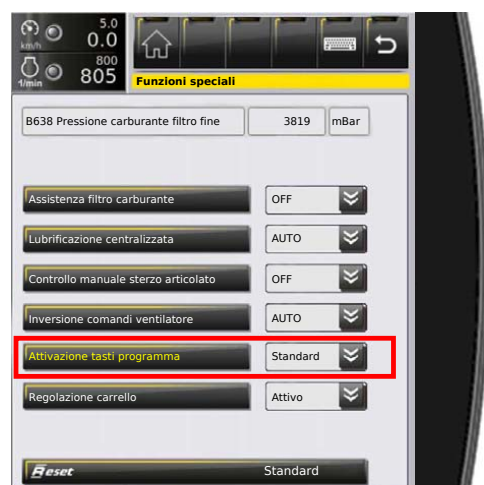 5.0
km/h 0.0
800
1/min 805
Funzioni speciali
B638 Pressione carburante filtro fine 3819 mBar
Assistenza filtro carburante OFF
Lubrificazione centralizzata AUTO
Controllo manuale sterzo articolato OFF
Inversione comandi ventilatore AUTO
Attivazione tasti programma Standard
Regolazione carrello Attivo
Reset Standard